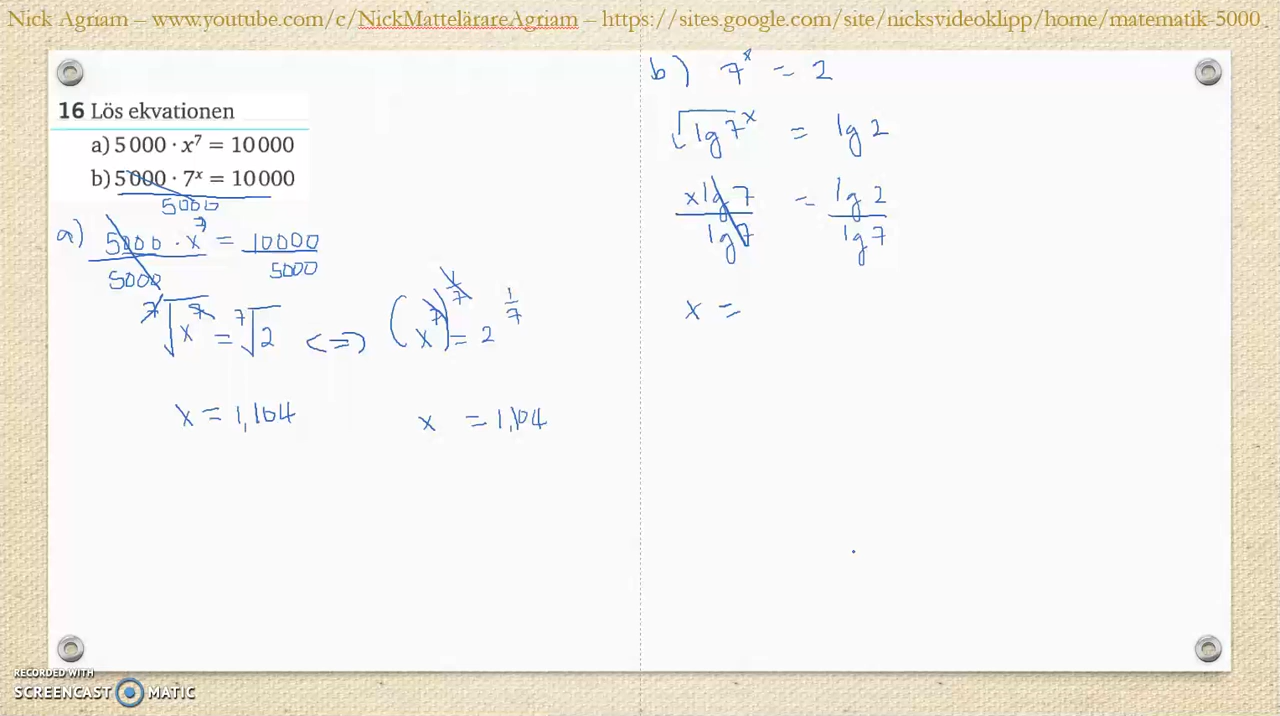 Nick Agriam – www.youtube.com/c/NickMattelärareAgriam – https://sites.google.com/site/nicksvideoklipp/home/matematik-5000
16 Lös ekvationen
a) 5 000 · x⁷ = 10 000
b) 5 000 · 7ˣ = 10 000
5000
a) 5000 · x⁷ = 10000
5000 5000
⁷√x⁷ = ⁷√2 <=> (x⁷)^1/7 = 2^1/7
x = 1,104 x = 1,104
b) 7ˣ = 2
lg 7ˣ = lg 2
x lg 7 = lg 2
lg 7 lg 7
x =
RECORDED WITH
SCREENCAST MATIC